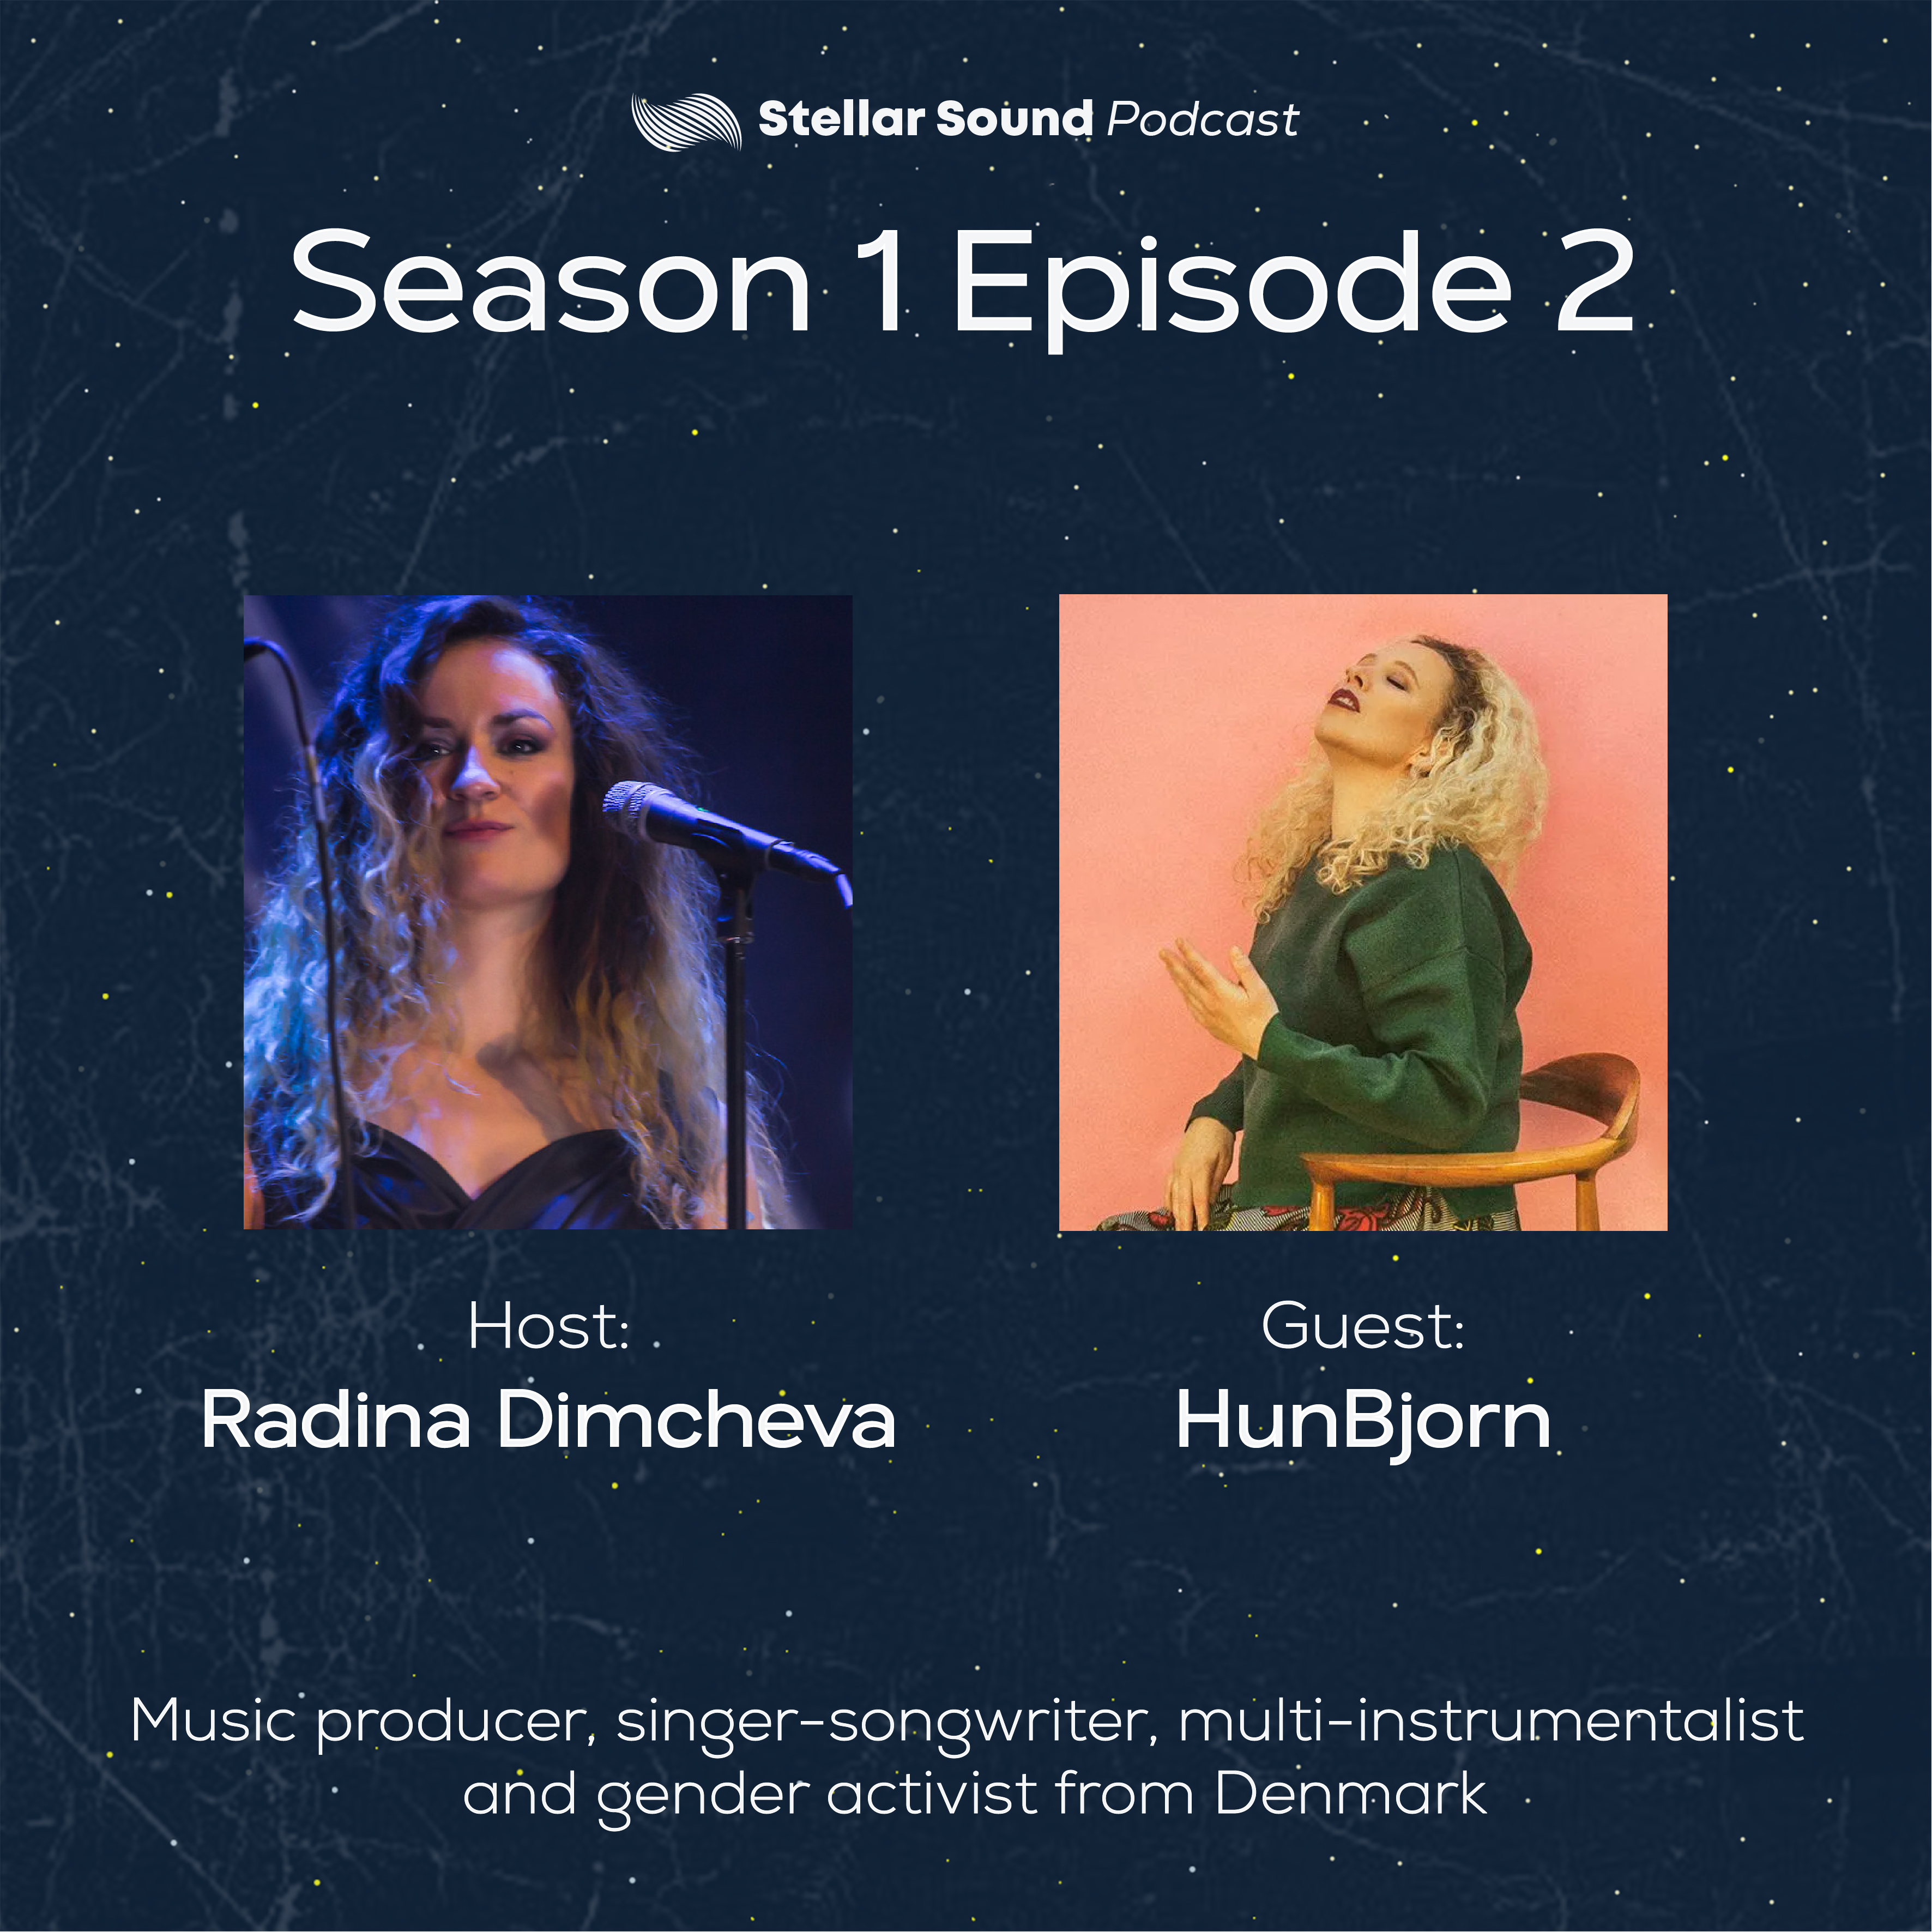 Stellar Sound Podcast
Season 1 Episode 2
Host:
Radina Dimcheva
Guest:
HunBjorn
Music producer, singer-songwriter, multi-instrumentalist
and gender activist from Denmark